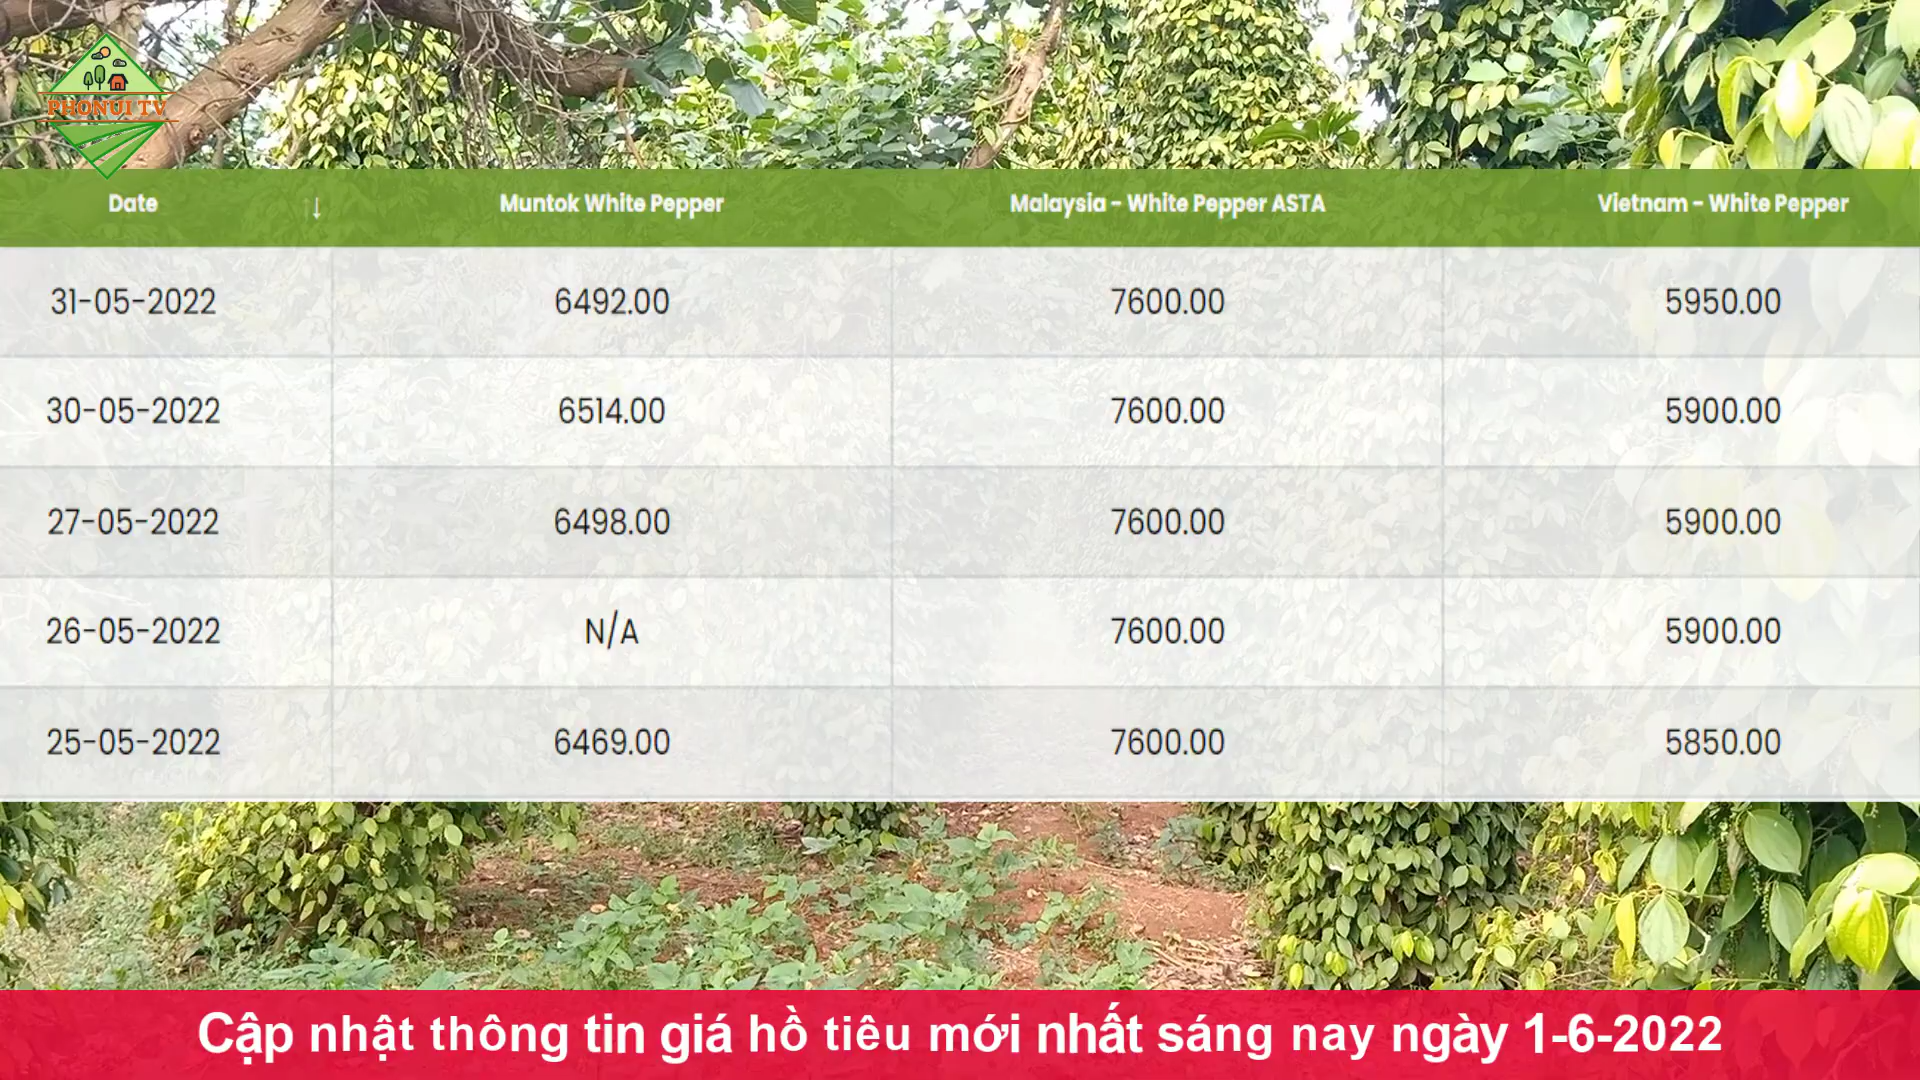 PHONUI TV
Date ↓ Muntok White Pepper Malaysia - White Pepper ASTA Vietnam - White Pepper
31-05-2022 6492.00 7600.00 5950.00
30-05-2022 6514.00 7600.00 5900.00
27-05-2022 6498.00 7600.00 5900.00
26-05-2022 N/A 7600.00 5900.00
25-05-2022 6469.00 7600.00 5850.00
Cập nhật thông tin giá hồ tiêu mới nhất sáng nay ngày 1-6-2022